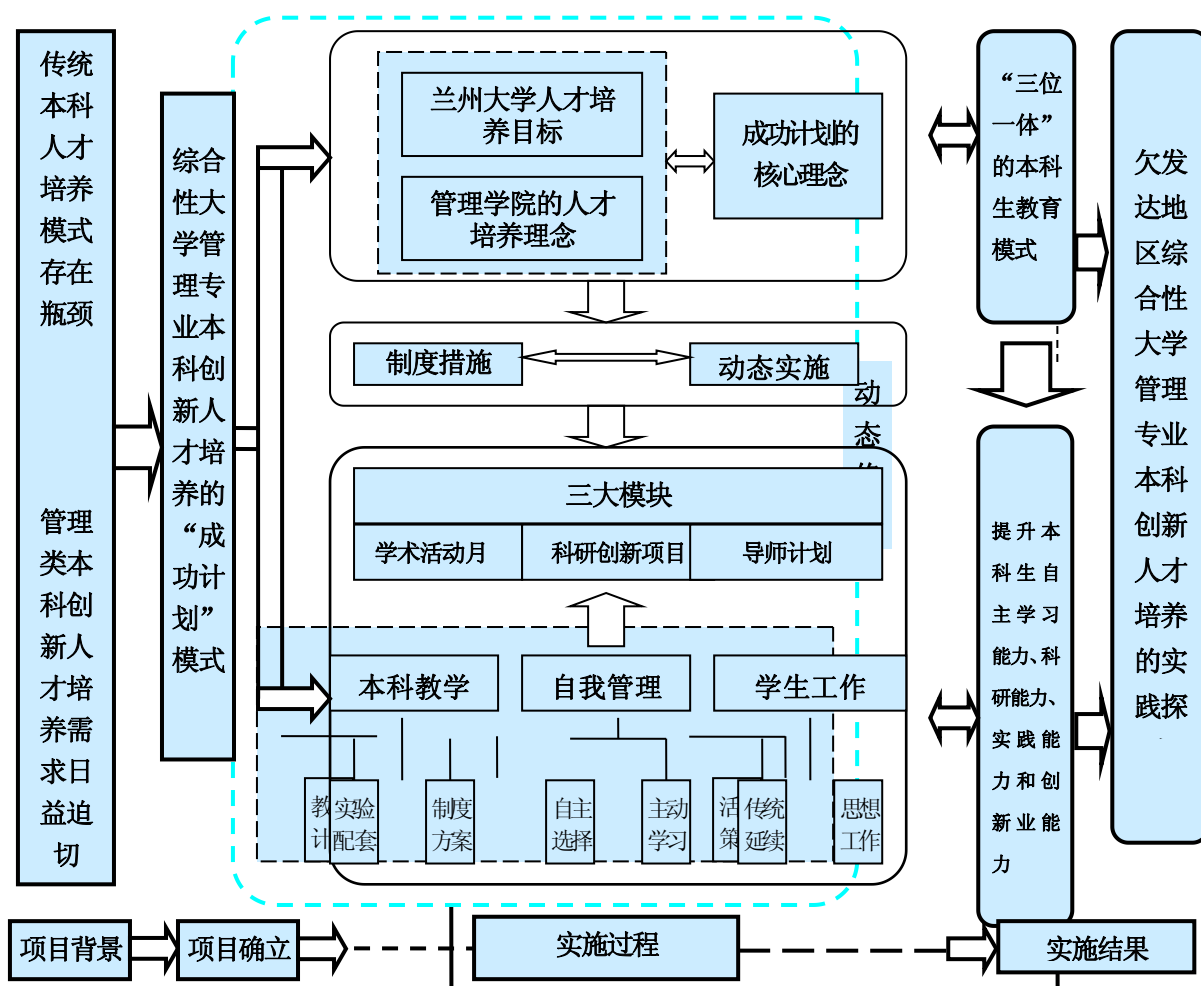 传统
本科
人才
培养
模式
存在
瓶颈
管理
类本
科创
新人
才培
养需
求日
益迫
切
综合
性大
学管
理专
业本
科创
新人
才培
养的
“成
功计
划”
模式
兰州大学人才培
养目标
管理学院的人才
培养理念
成功计划的
核心理念
制度措施
动态实施
动
态
三大模块
学术活动月
科研创新项目
导师计划
本科教学
自我管理
学生工作
教
计
实验
配套
制度
方案
自主
选择
主动
学习
活
策
传统
延续
思想
工作
“三位
一体”
的本科
生教育
模式
提升本
科生自
主学习
能力、科
研能力、
实践能
力和创
新业能
力
欠发
达地
区综
合性
大学
管理
专业
本科
创新
人才
培养
的实
践探
项目背景
项目确立
实施过程
实施结果